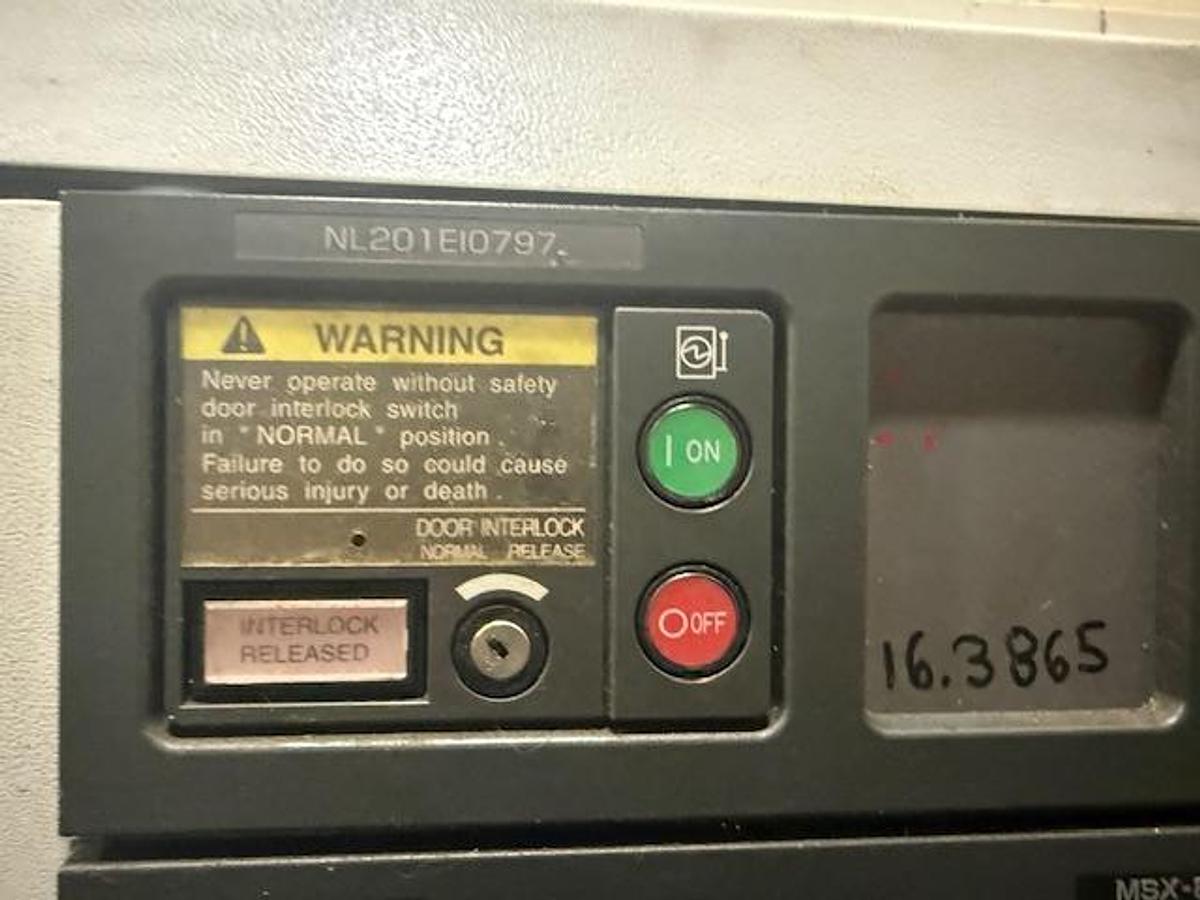 NL201EI0797
WARNING
Never operate without safety
door interlock switch
in "NORMAL" position.
Failure to do so could cause
serious injury or death.
DOOR INTERLOCK
NORMAL RELEASE
INTERLOCK
RELEASED
I ON
O OFF
16.3865
MSX-